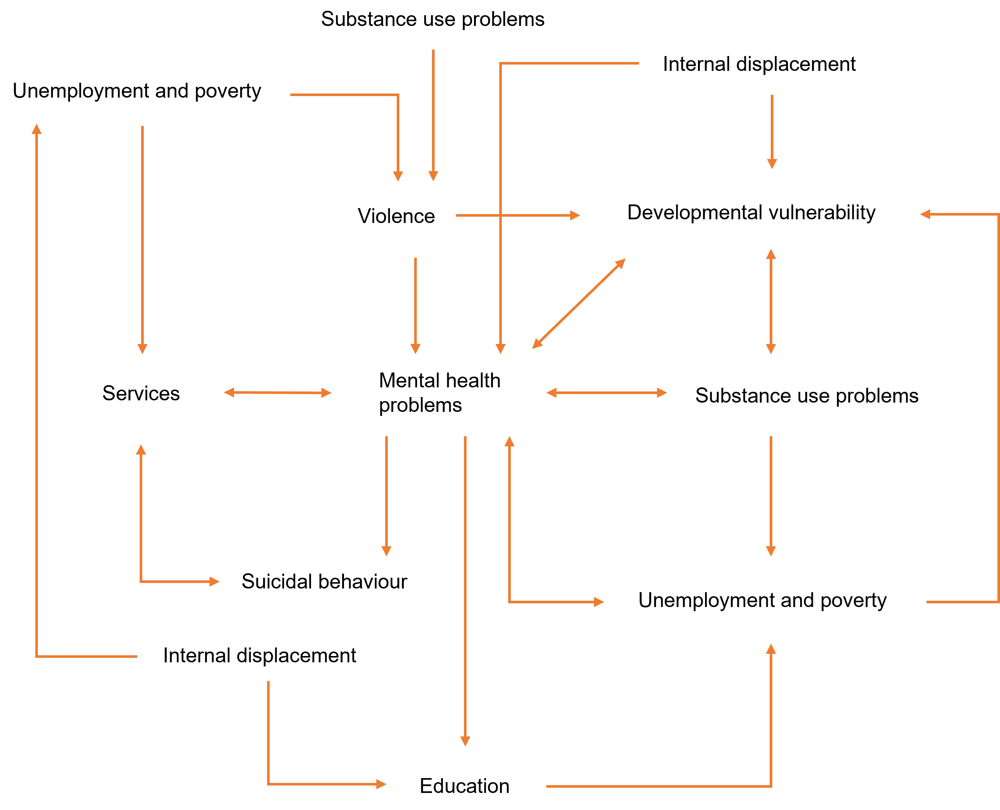 Substance use problems
Internal displacement
Unemployment and poverty
Violence
Developmental vulnerability
Services
Mental health
problems
Substance use problems
Suicidal behaviour
Unemployment and poverty
Internal displacement
Education